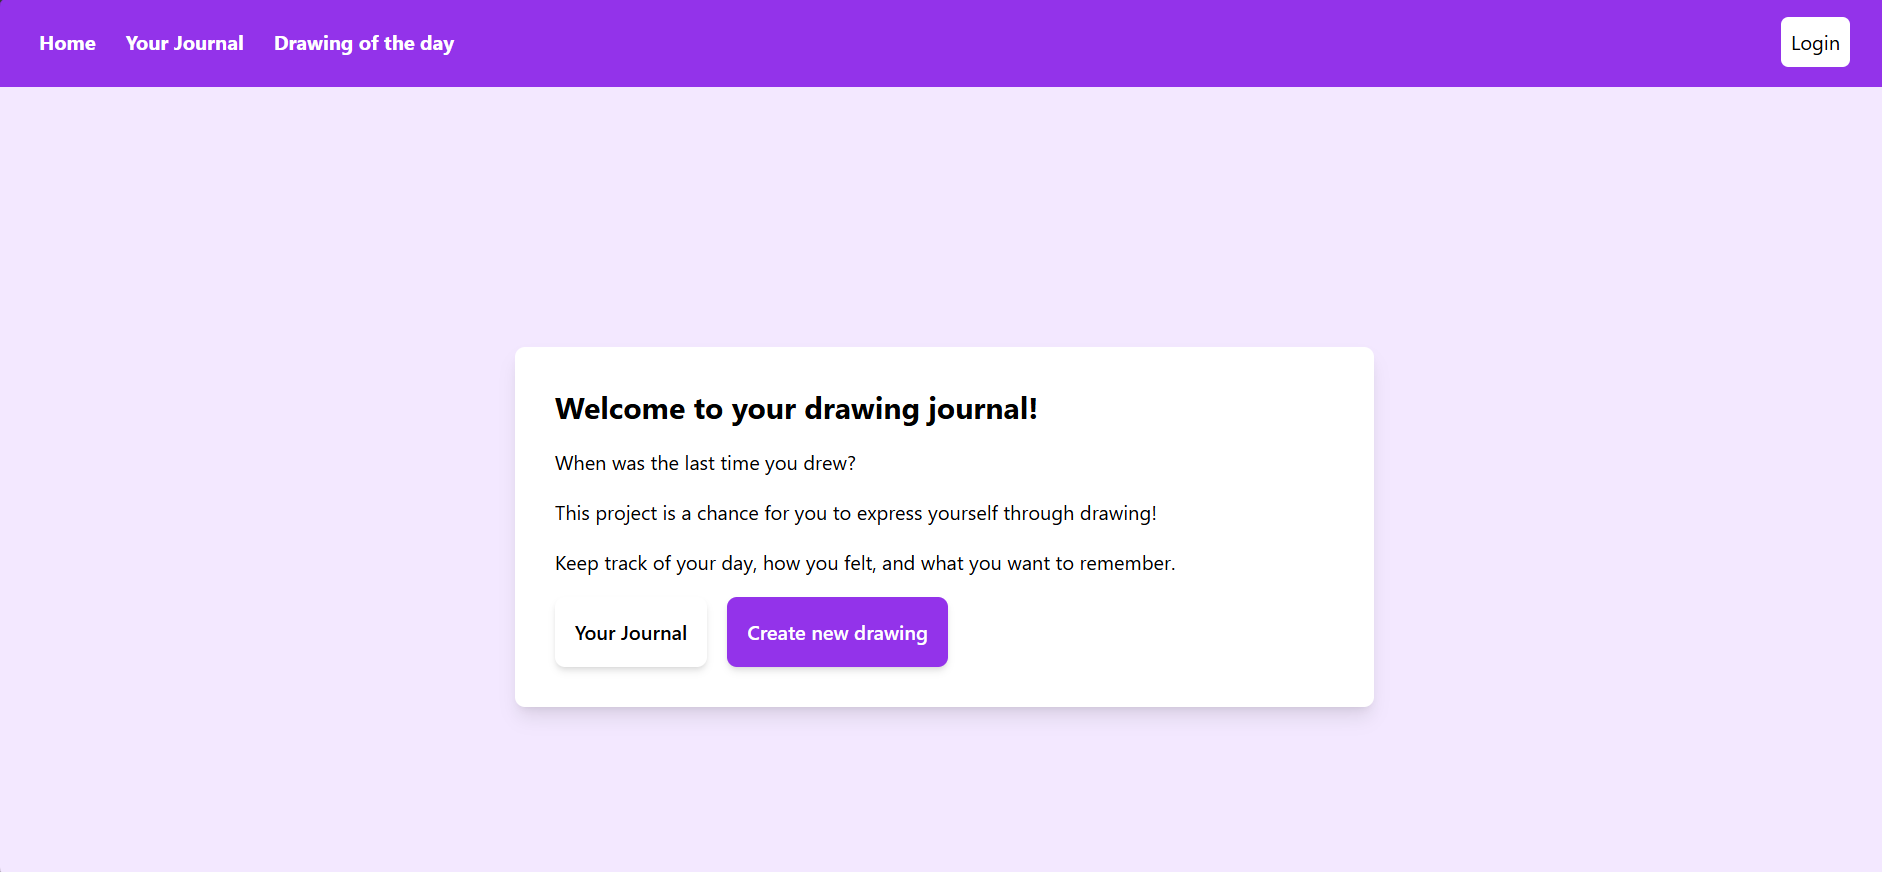 Home Your Journal Drawing of the day Login
Welcome to your drawing journal!
When was the last time you drew?
This project is a chance for you to express yourself through drawing!
Keep track of your day, how you felt, and what you want to remember.
Your Journal Create new drawing